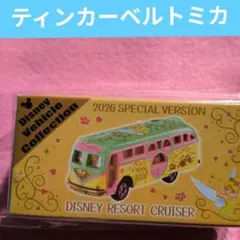 ティンカーベルトミカ
Disney
Vehicle
Collection
2026 SPECIAL VERSION
DISNEY RESORT CRUISER